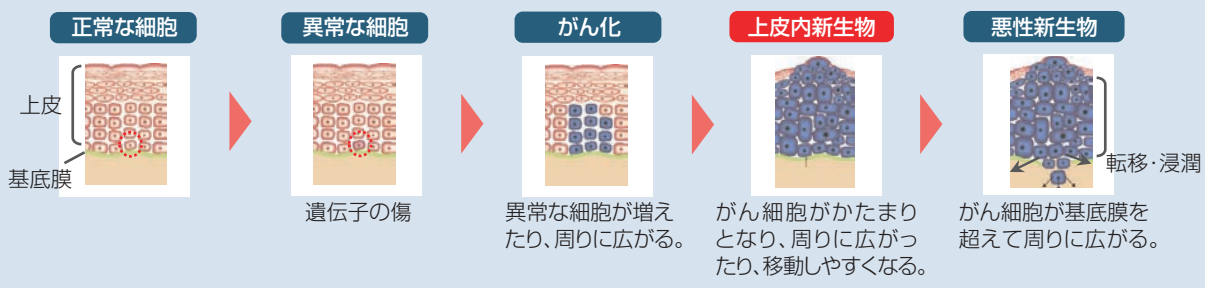 正常な細胞
異常な細胞
がん化
上皮内新生物
悪性新生物
上皮
基底膜
転移・浸潤
遺伝子の傷
異常な細胞が増え
たり、周りに広がる。
がん細胞がかたまり
となり、周りに広がっ
たり、移動しやすくなる。
がん細胞が基底膜を
超えて周りに広がる。